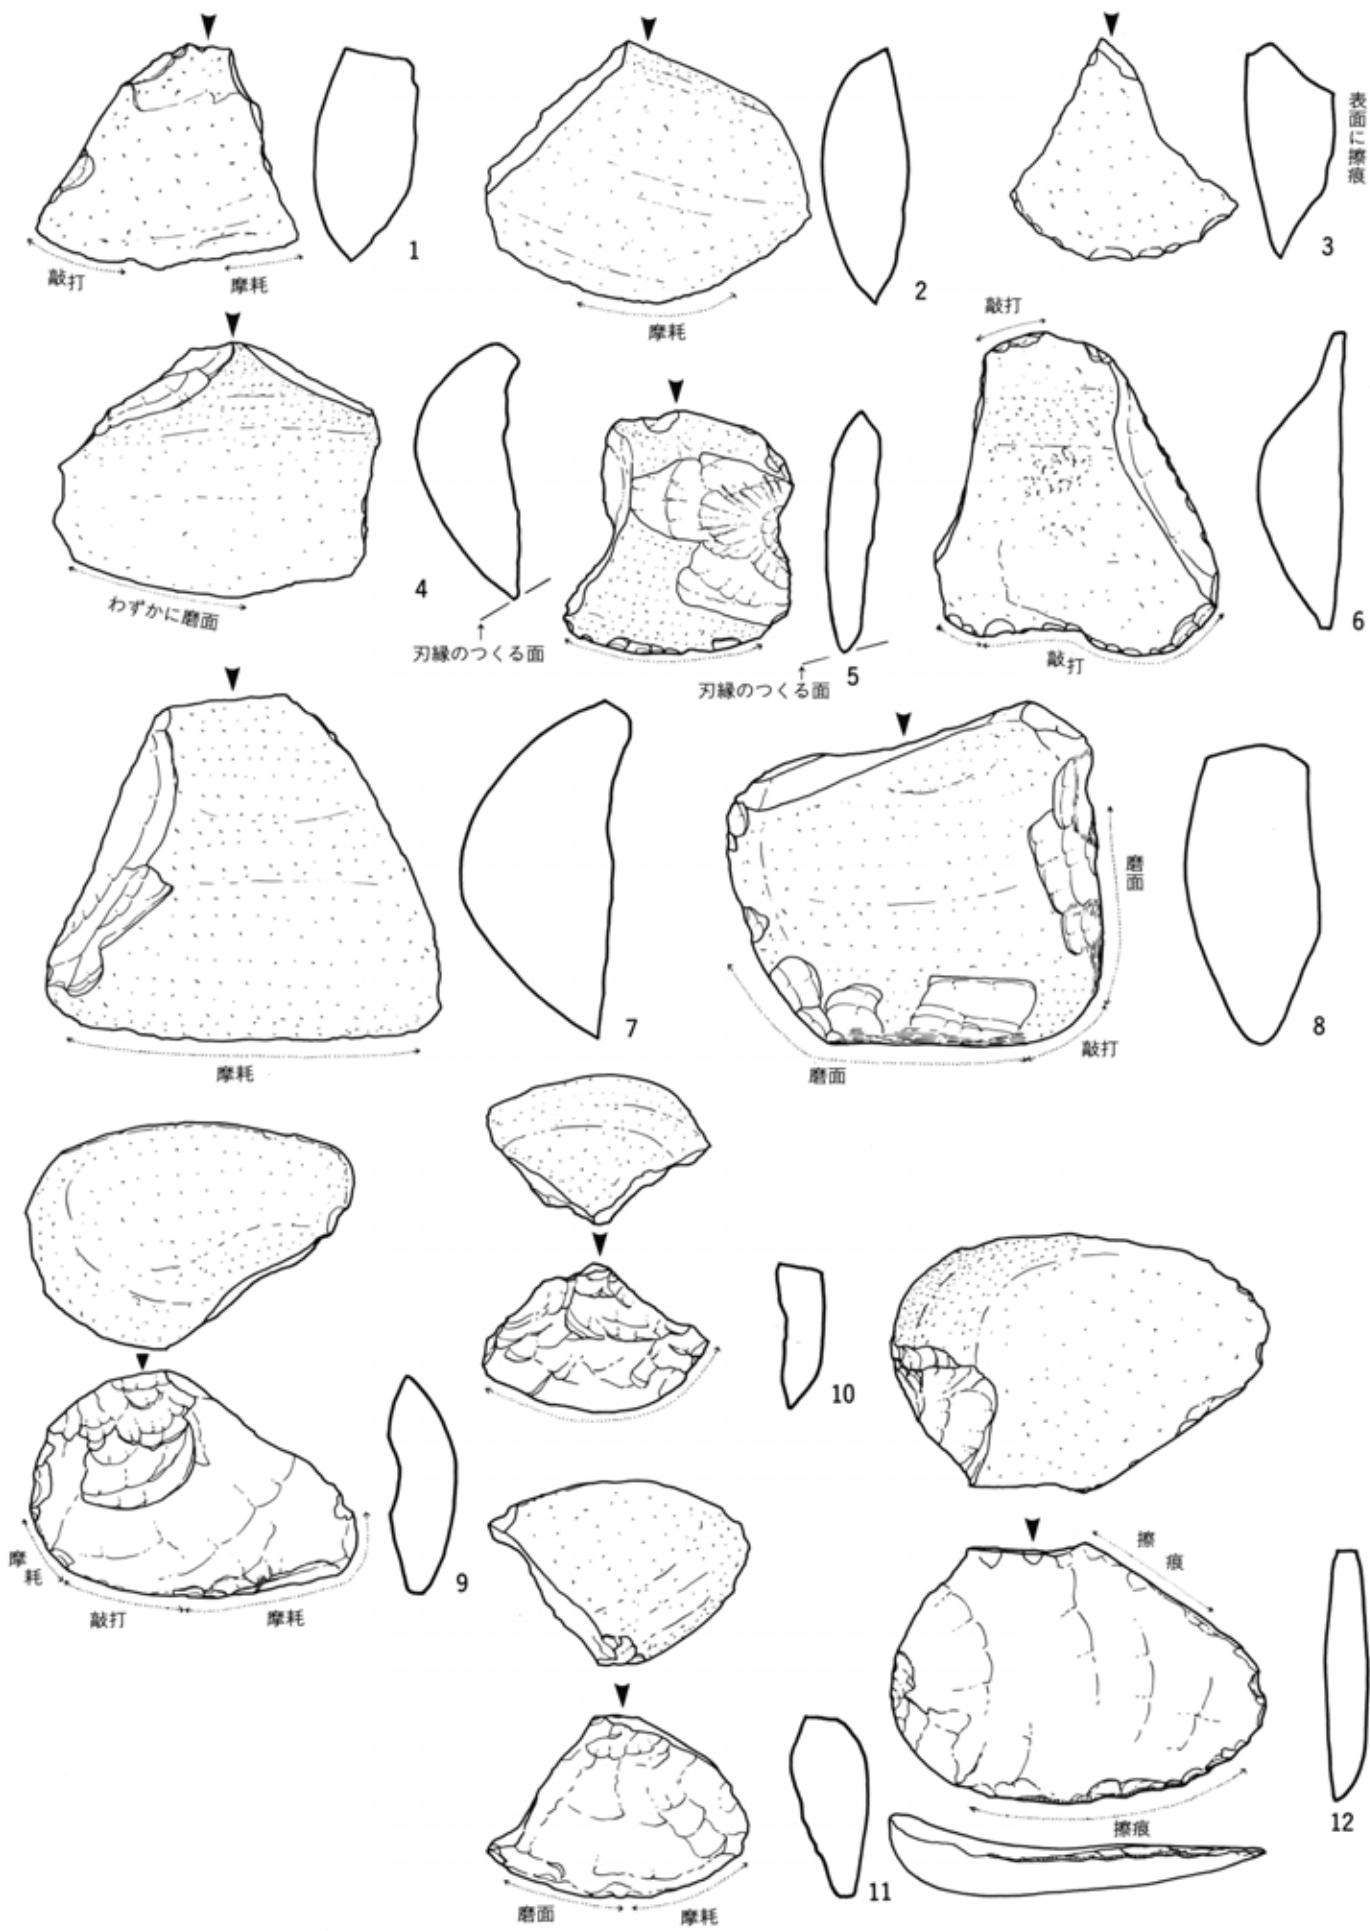 1
敲打
摩耗
2
摩耗
3
表面に擦痕
4
わずかに磨面
刃縁のつくる面
5
刃縁のつくる面
敲打
6
敲打
7
摩耗
8
磨面
磨面
敲打
9
摩耗
敲打
摩耗
10
11
磨面
摩耗
擦痕
12
擦痕